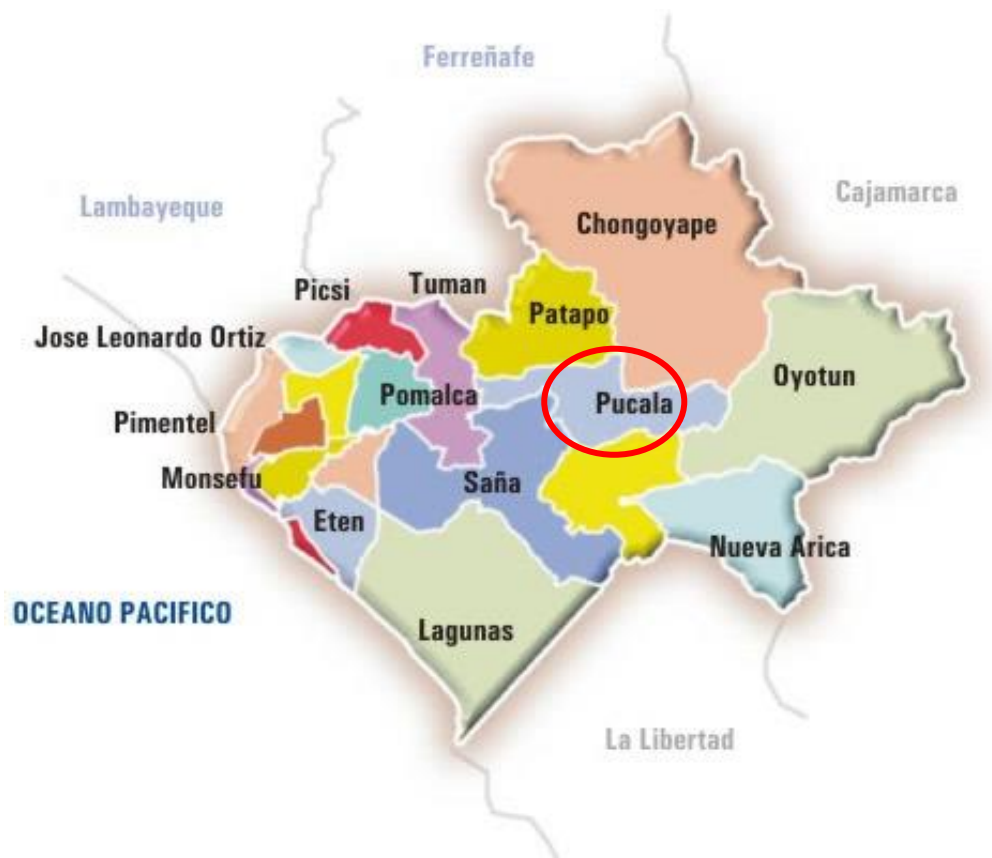 Ferreñafe
Cajamarca
Lambayeque
Chongoyape
Picsi
Tuman
Patapo
Jose Leonardo Ortiz
Oyotun
Pomalca
Pucala
Pimentel
Monsefu
Saña
Eten
Nueva Arica
OCEANO PACIFICO
Lagunas
La Libertad